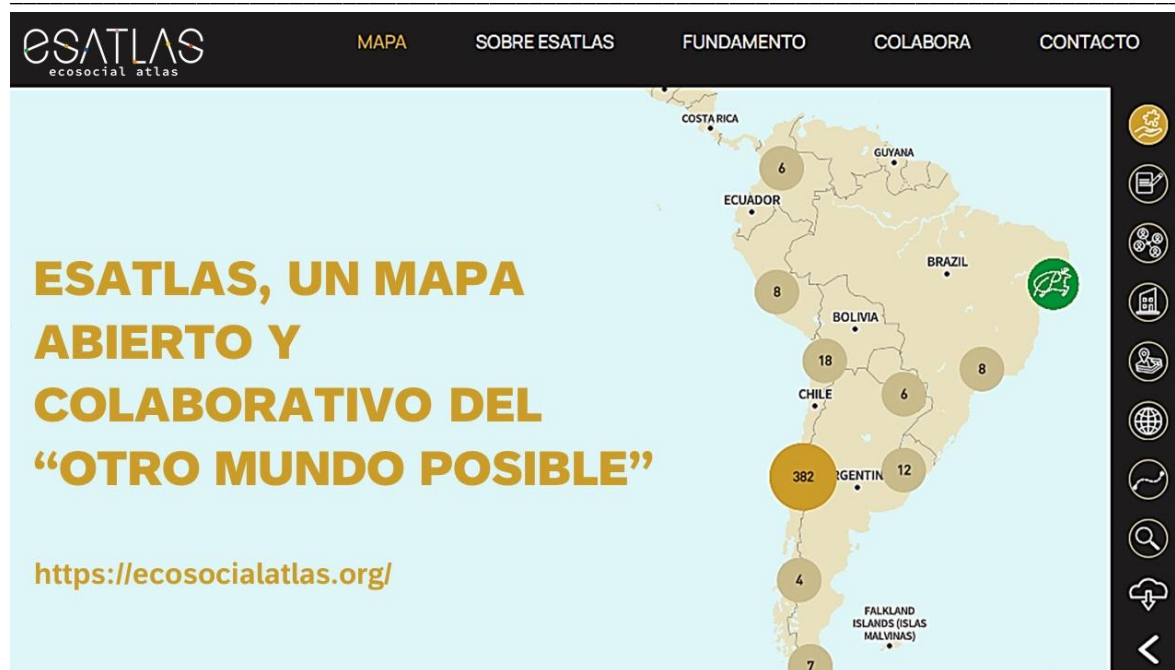 esATLAS
ecosocial atlas
MAPA
SOBRE ESATLAS
FUNDAMENTO
COLABORA
CONTACTO
COSTA RICA
GUYANA
6
ECUADOR
BRAZIL
8
BOLIVIA
18
8
CHILE
6
382
RGENTIN
12
4
FALKLAND
ISLANDS (ISLAS
MALVINAS)
7
ESATLAS, UN MAPA
ABIERTO Y
COLABORATIVO DEL
“OTRO MUNDO POSIBLE”
https://ecosocialatlas.org/